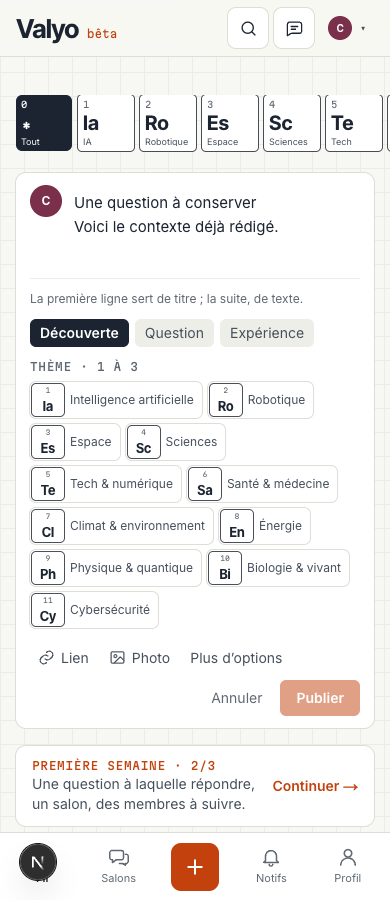 Valyo bêta
C
0 1 2 3 4 5
* Ia Ro Es Sc Te
Tout IA Robotique Espace Sciences Tech
C
Une question à conserver
Voici le contexte déjà rédigé.
La première ligne sert de titre ; la suite, de texte.
Découverte Question Expérience
THÈME · 1 À 3
1 Ia Intelligence artificielle 2 Ro Robotique
3 Es Espace 4 Sc Sciences
5 Te Tech & numérique 6 Sa Santé & médecine
7 Cl Climat & environnement 8 En Énergie
9 Ph Physique & quantique 10 Bi Biologie & vivant
11 Cy Cybersécurité
Lien Photo Plus d’options
Annuler Publier
PREMIÈRE SEMAINE · 2/3
Une question à laquelle répondre,
un salon, des membres à suivre.
Continuer →
N
Salons + Notifs Profil